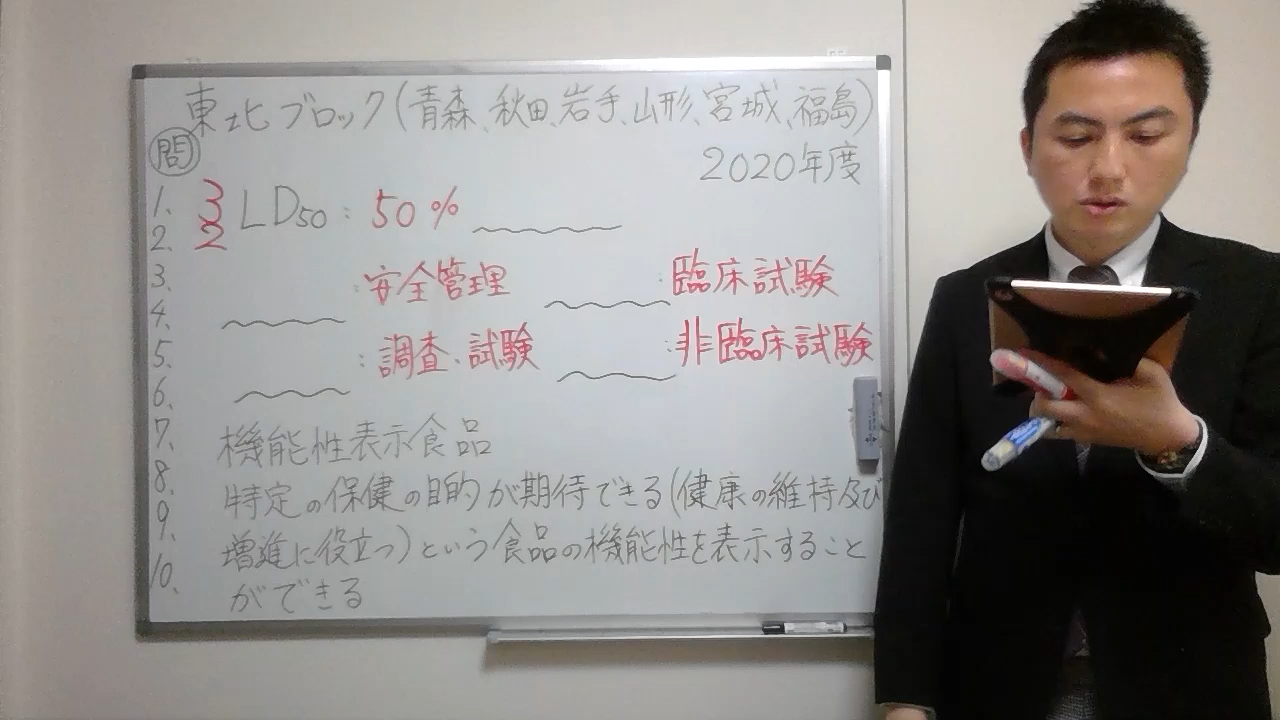 東北ブロック(青森、秋田、岩手、山形、宮城、福島)
問
2020年度
1. 3 LD50:50%
2. 2
3. :安全管理 :臨床試験
4.
5. :調査、試験 :非臨床試験
6.
7. 機能性表示食品
8. 特定の保健の目的が期待できる(健康の維持及び
9. 増進に役立つ)という食品の機能性を表示すること
10. ができる